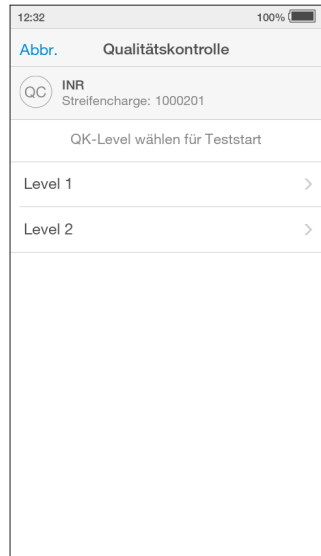 12:32 100%
Abbr. Qualitätskontrolle
QC INR
Streifencharge: 1000201
QK-Level wählen für Teststart
Level 1
Level 2